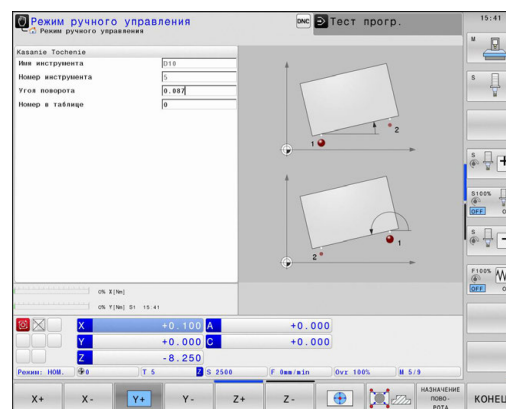 Режим ручного управления
Режим ручного управления
DNC
Тест прогр.
15:41
Kasanie Tochenie
Имя инструмента D10
Номер инструмента 5
Угол поворота 0.087
Номер в таблице 0
1
2
2
1
M
S
S
S100%
OFF
S
F100%
OFF
0% X[Nm]
0% Y[Nm] S1 15:41
X +0.100 A +0.000
Y +0.000 C +0.000
Z -8.250
Режим: НОМ. 0 T 5 Z S 2500 F 0mm/min Ovr 100% M 5/9
X+ X- Y+ Y- Z+ Z- НАЗНАЧЕНИЕ ПОВО- РОТА КОНЕЦ